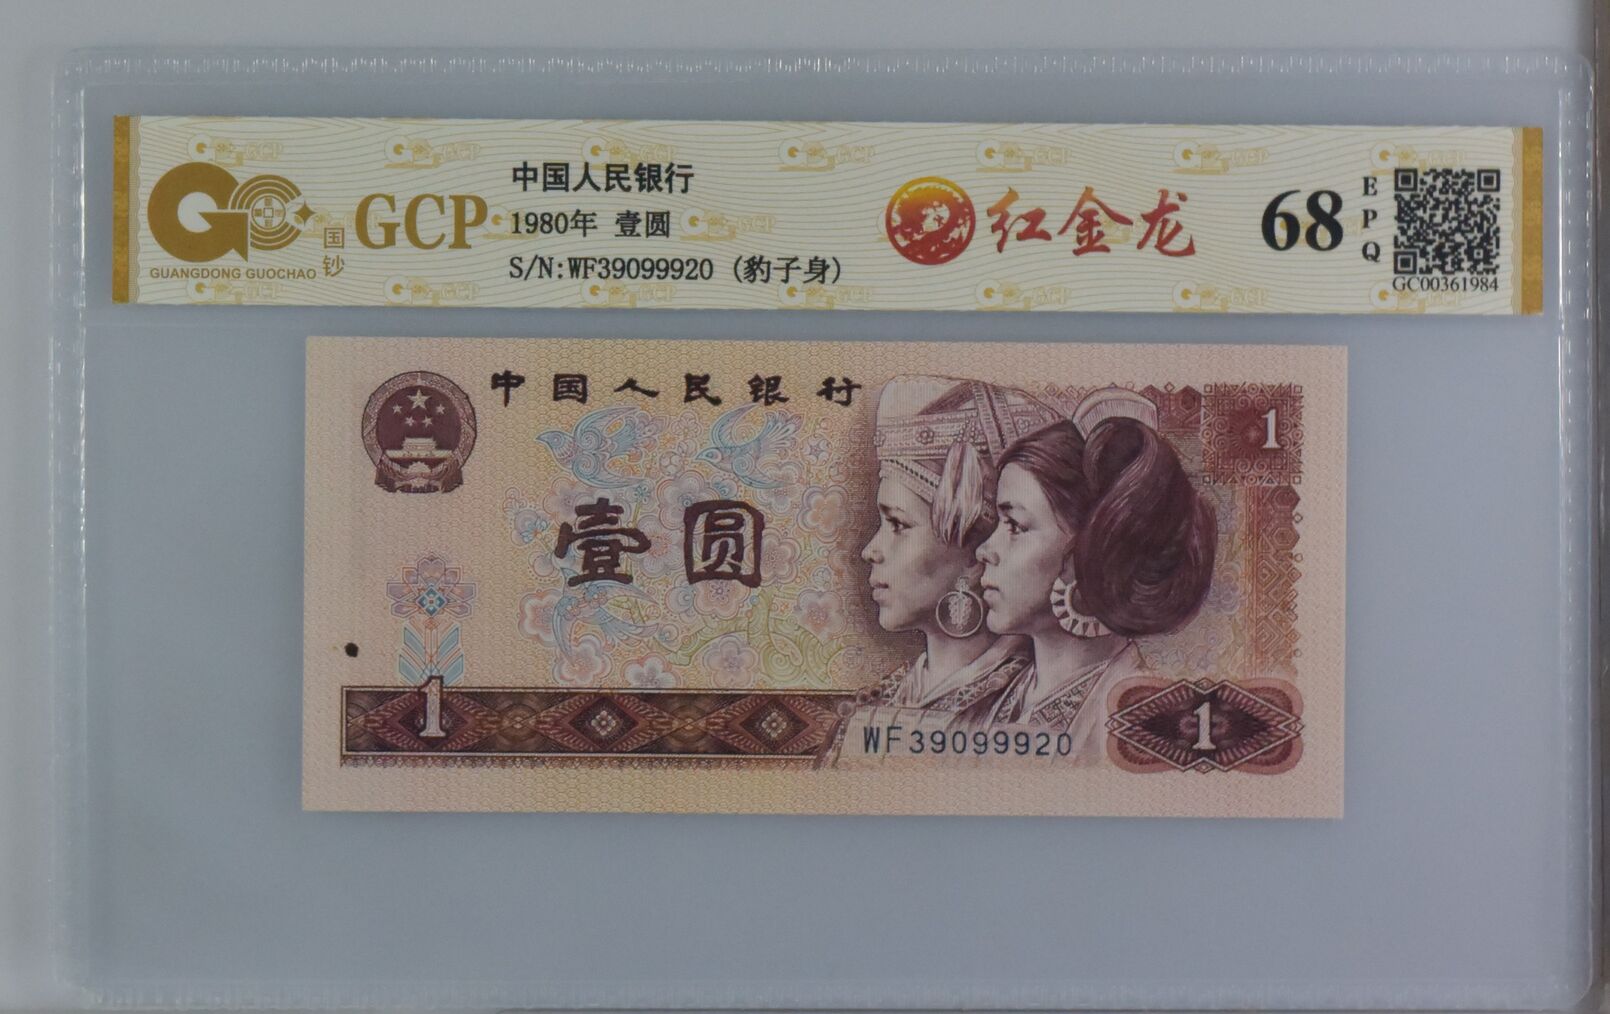 GCP
国钞
GUANGDONG GUOCHAO
中国人民银行
1980年 壹圆
S/N:WF39099920 (豹子身)
红金龙
68
EPQ
GC00361984
中国人民银行
1
壹圆
1
WF39099920
1